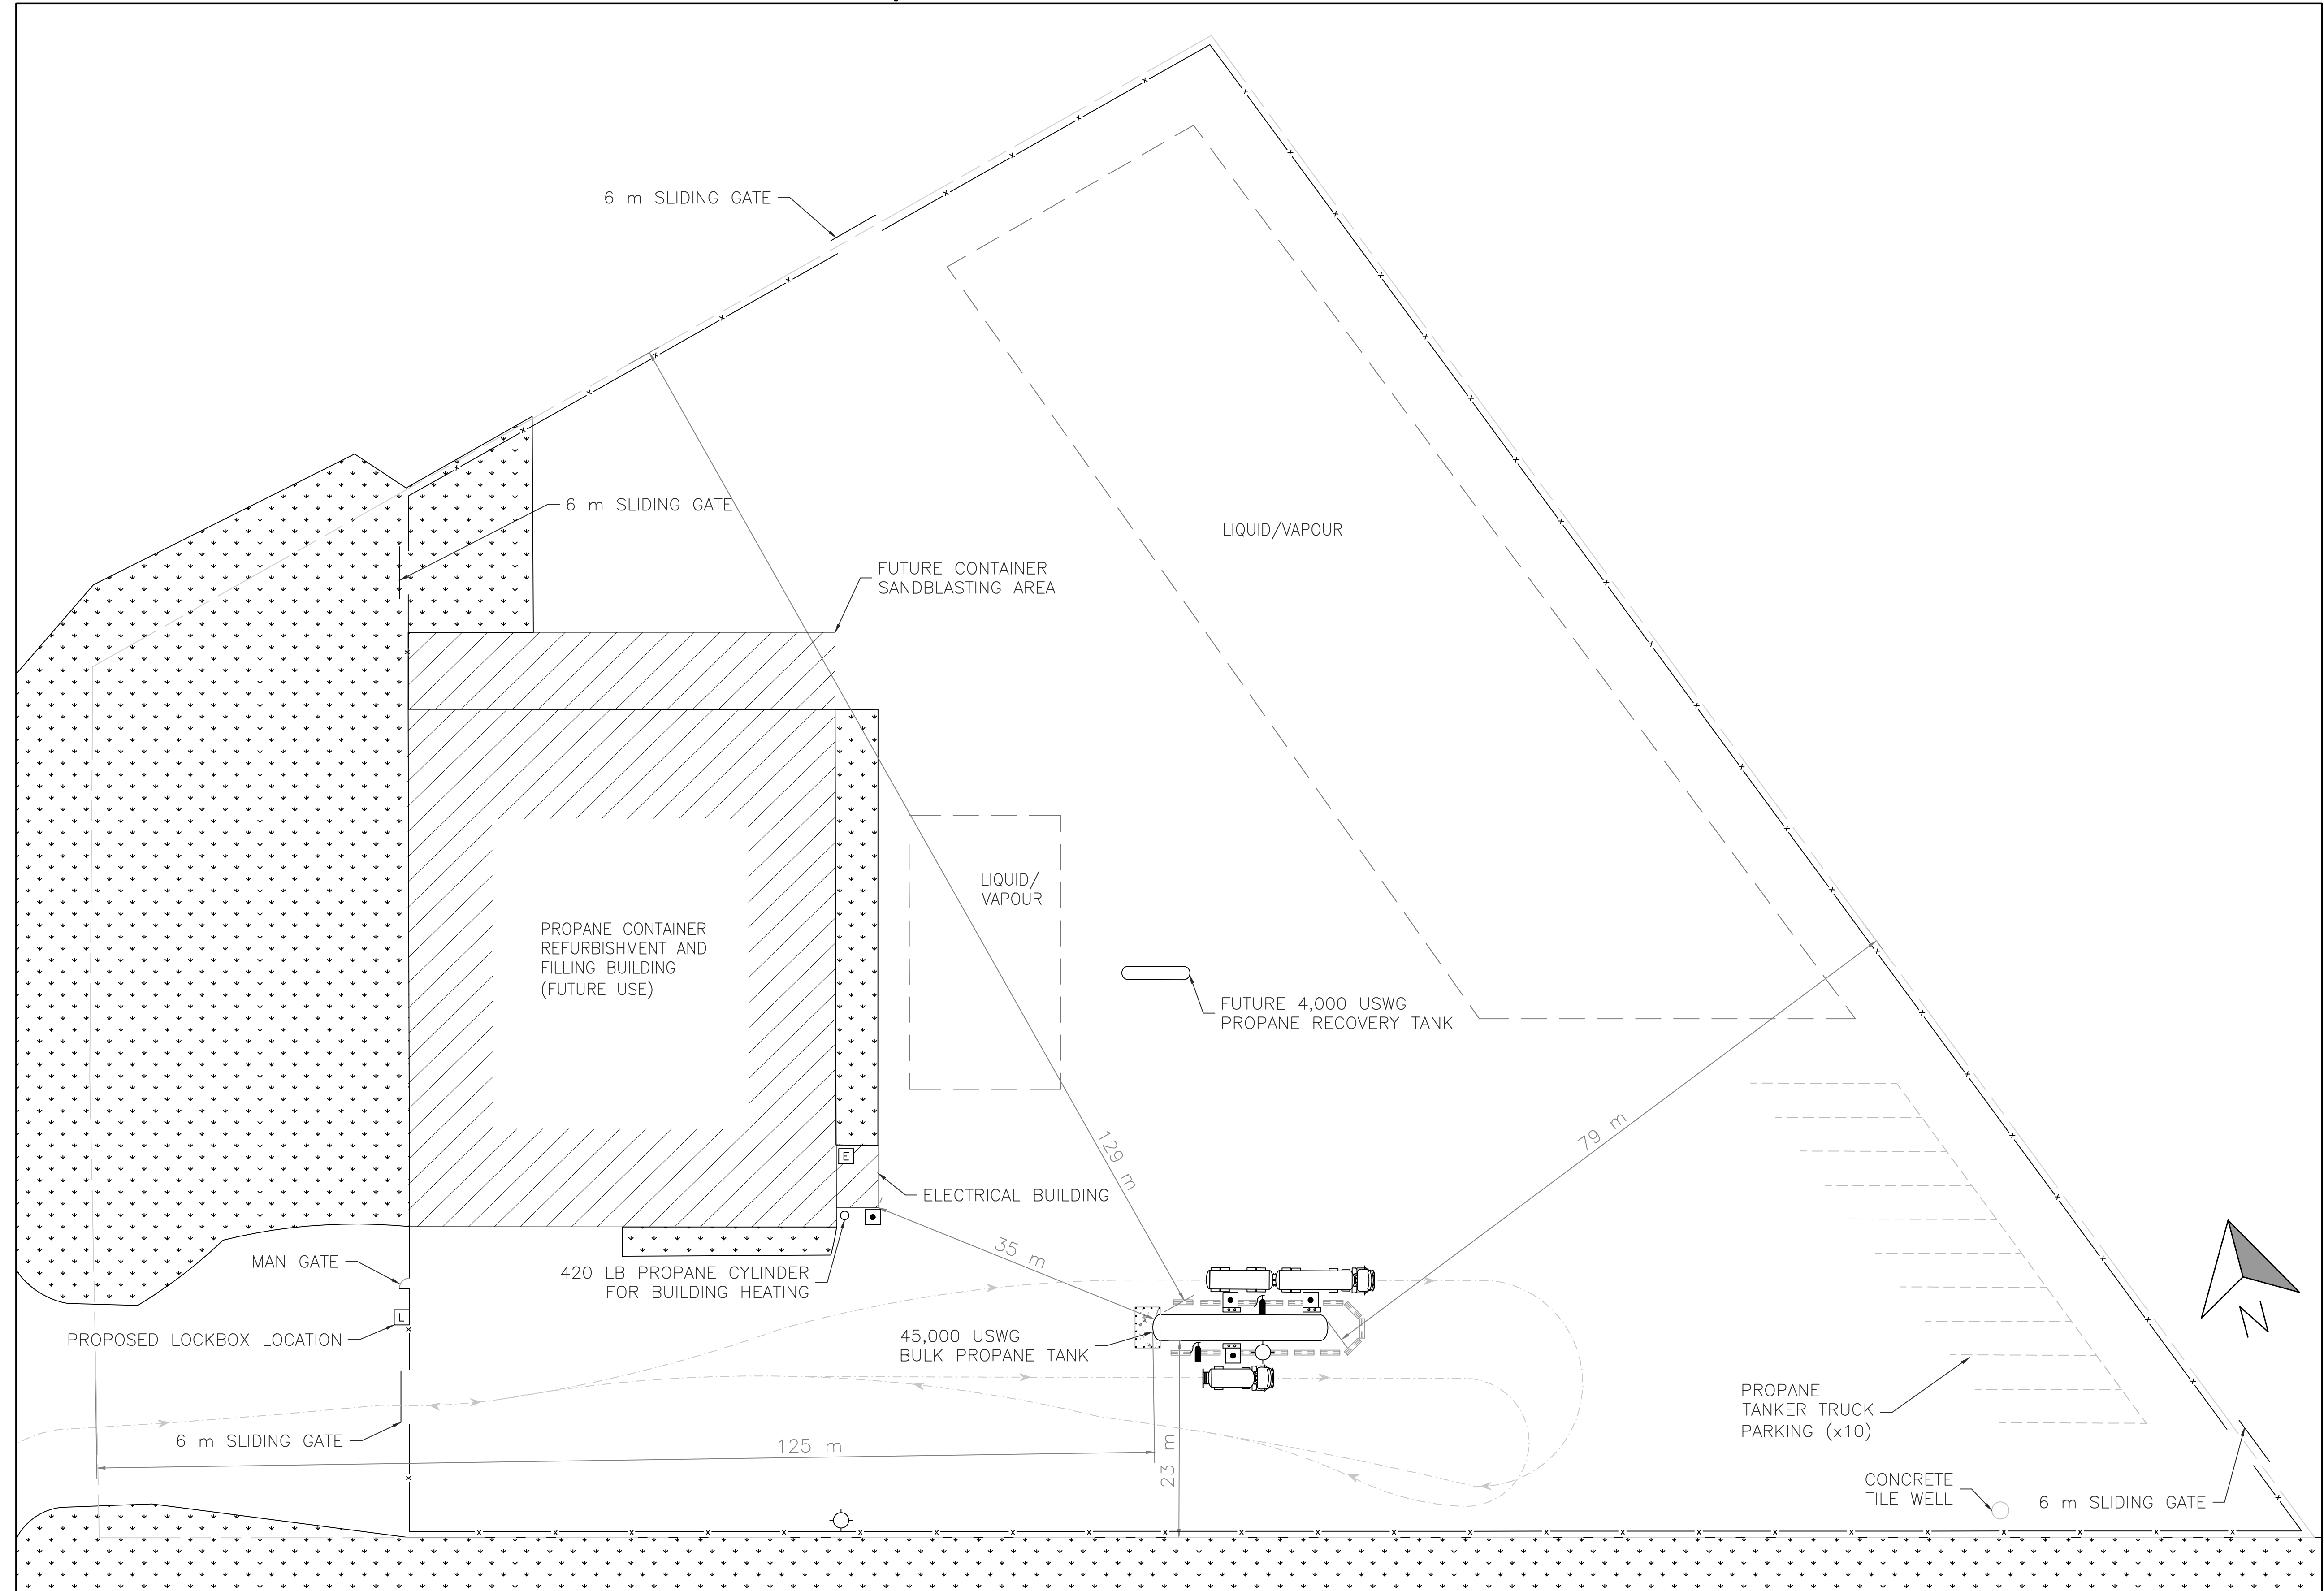 6 m SLIDING GATE
6 m SLIDING GATE
LIQUID/VAPOUR
FUTURE CONTAINER
SANDBLASTING AREA
LIQUID/
VAPOUR
PROPANE CONTAINER
REFURBISHMENT AND
FILLING BUILDING
(FUTURE USE)
FUTURE 4,000 USWG
PROPANE RECOVERY TANK
129 m
79 m
E
ELECTRICAL BUILDING
35 m
MAN GATE
420 LB PROPANE CYLINDER
FOR BUILDING HEATING
L
PROPOSED LOCKBOX LOCATION
45,000 USWG
BULK PROPANE TANK
N
PROPANE
TANKER TRUCK
PARKING (x10)
6 m SLIDING GATE
125 m
23 m
CONCRETE
TILE WELL
6 m SLIDING GATE